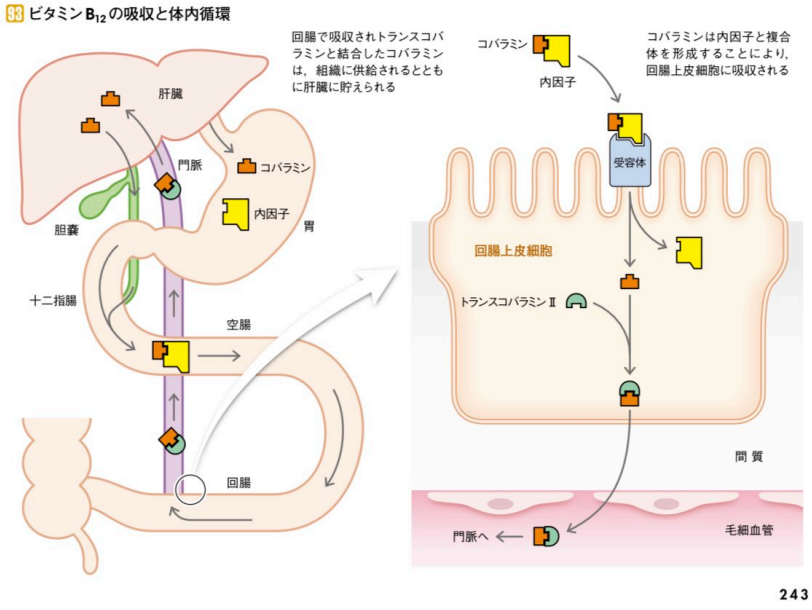 93 ビタミンB12の吸収と体内循環
回腸で吸収されトランスコバ
ラミンと結合したコバラミン
は，組織に供給されるととも
に肝臓に貯えられる
肝臓
門脈
コバラミン
内因子
胃
胆嚢
十二指腸
空腸
回腸
コバラミン
内因子
コバラミンは内因子と複合
体を形成することにより，
回腸上皮細胞に吸収される
受容体
回腸上皮細胞
トランスコバラミンⅡ
間質
毛細血管
門脈へ
243